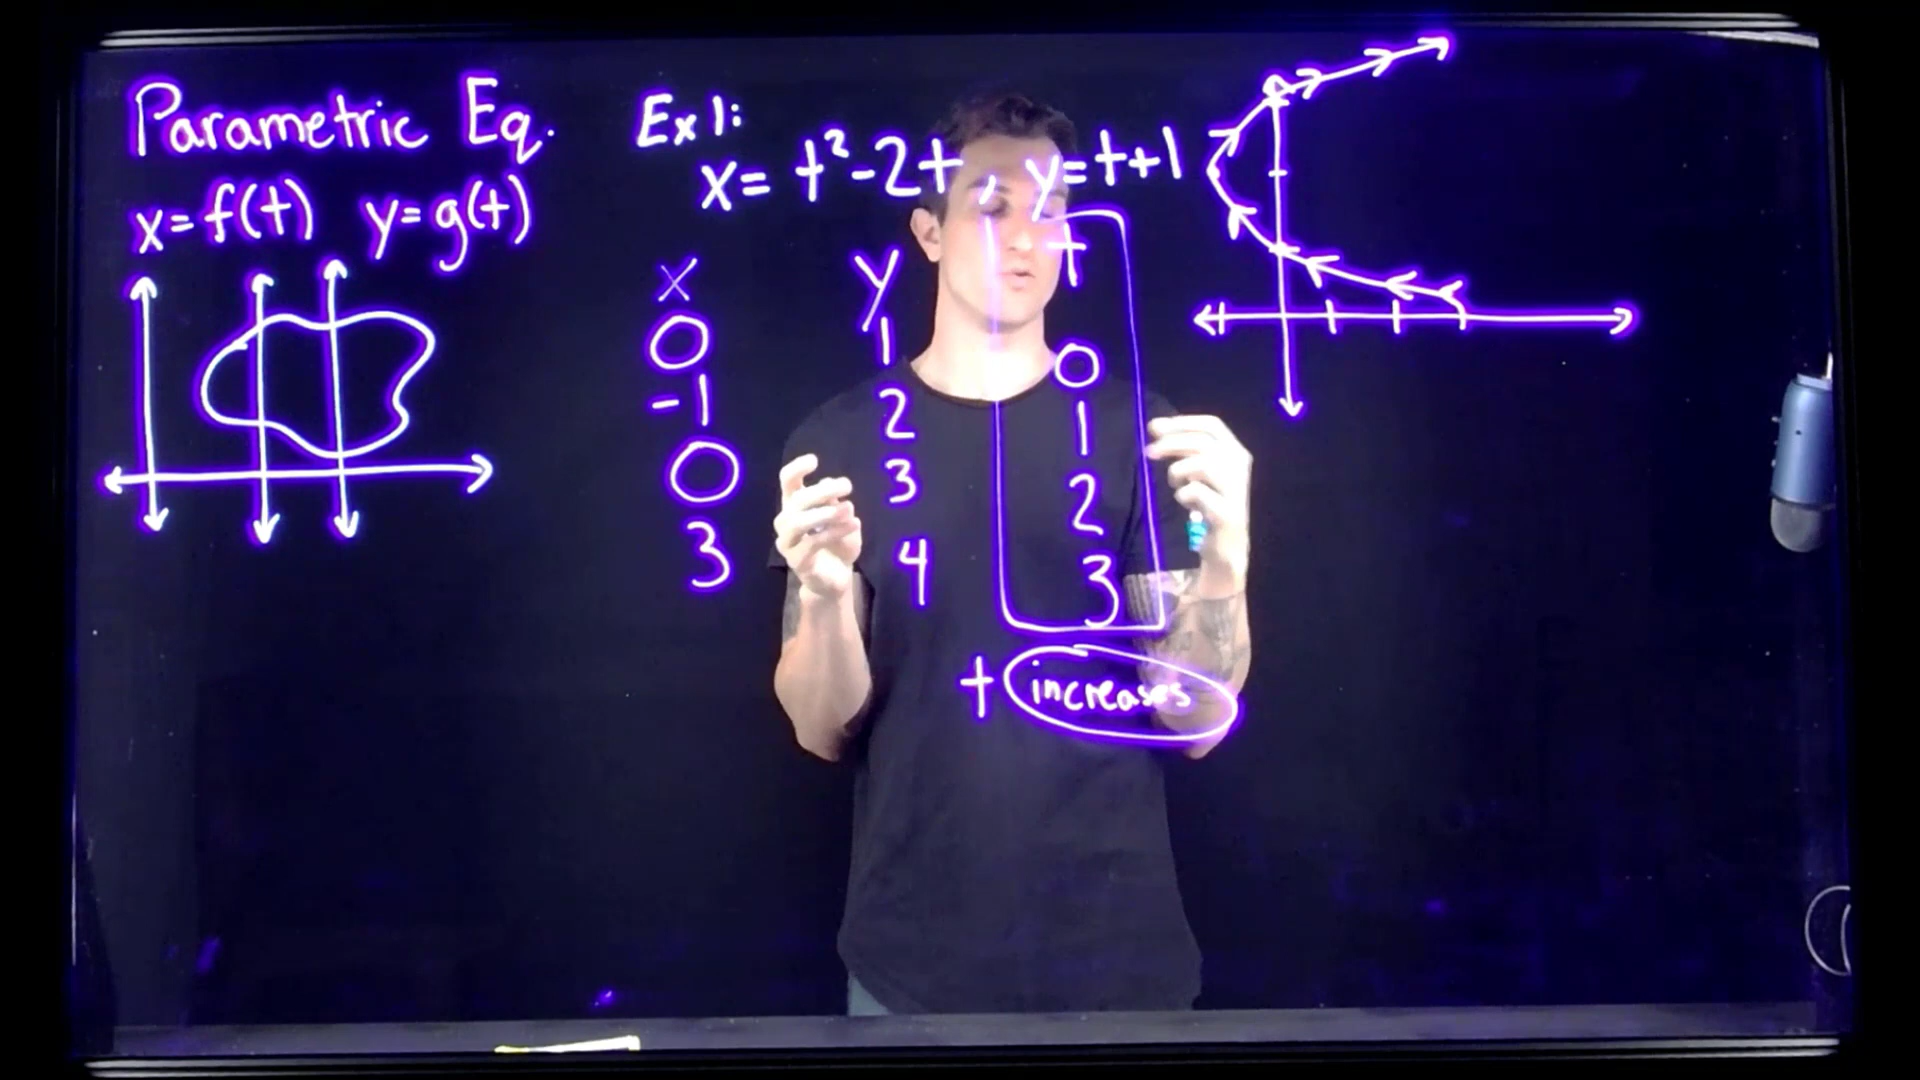 Parametric Eq.
x=f(t) y=g(t)
Ex 1:
x= t²-2t, y=t+1
x y t
0 1 0
-1 2 1
0 3 2
3 4 3
t increases